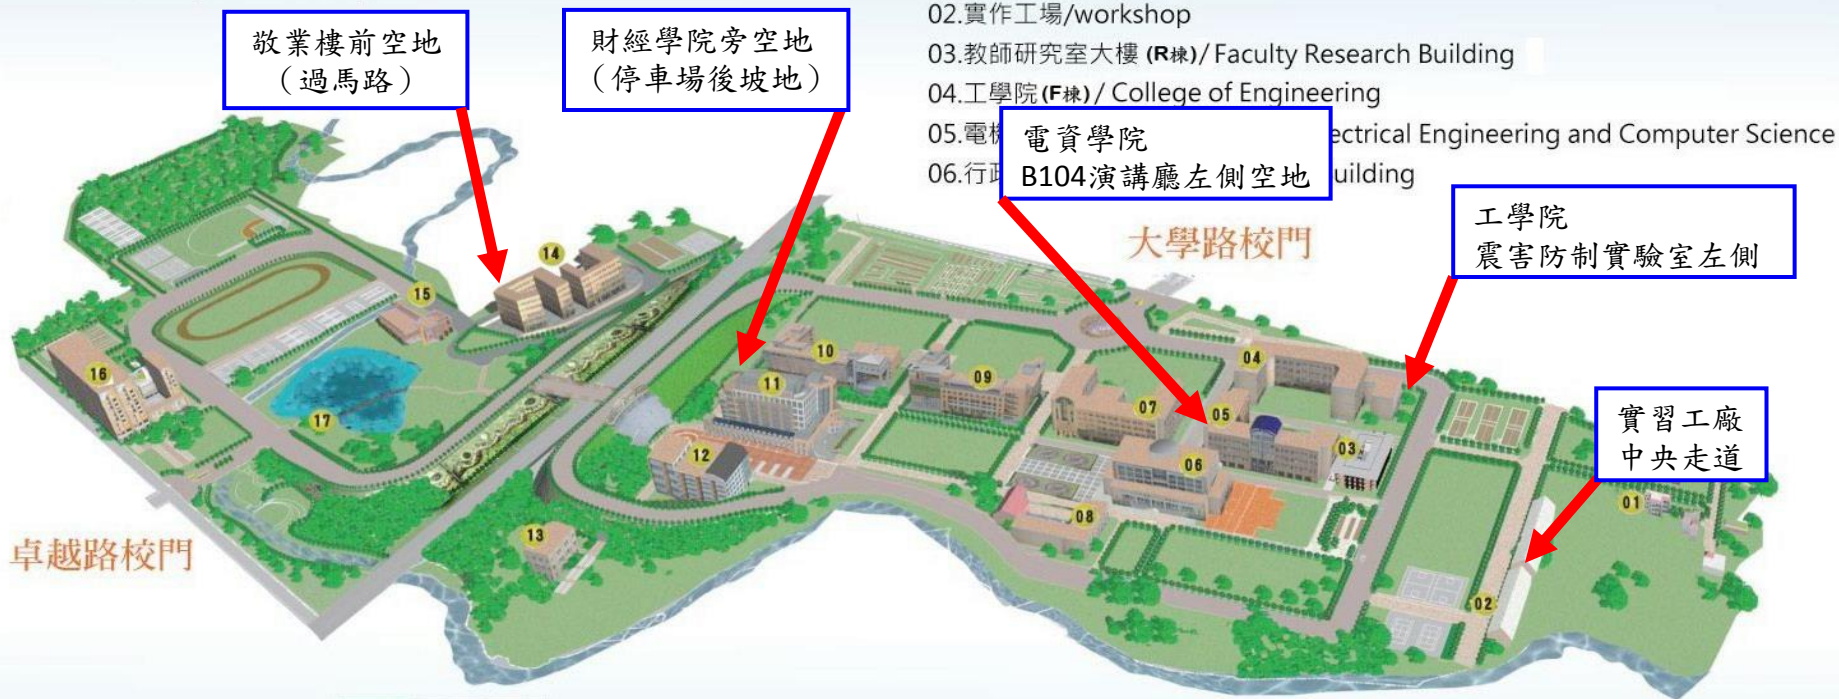 02.實作工場/workshop
03.教師研究室大樓 (R棟)/ Faculty Research Building
04.工學院(F棟)/ College of Engineering
05.電機 ectrical Engineering and Computer Science
06.行政 uilding
敬業樓前空地
（過馬路）
財經學院旁空地
（停車場後坡地）
電資學院
B104演講廳左側空地
工學院
震害防制實驗室左側
大學路校門
實習工廠
中央走道
卓越路校門
14
15
16
17
10
11
12
13
09
07
04
05
03
06
08
01
02